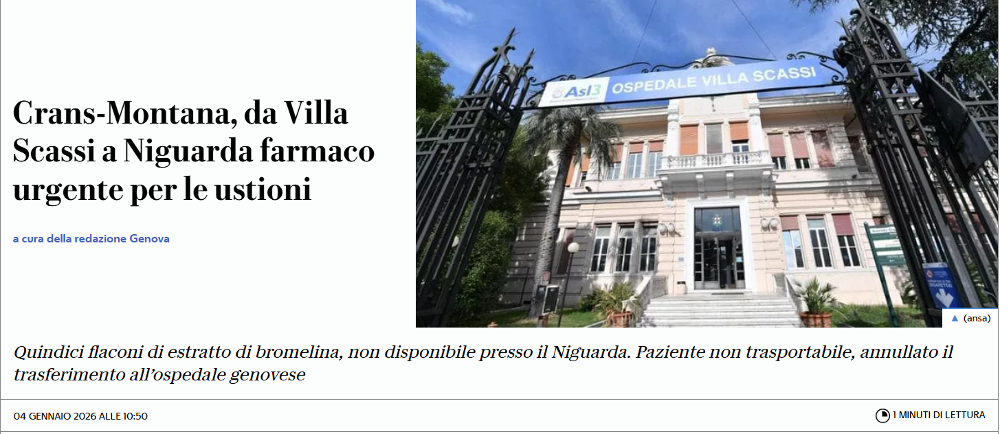 Crans-Montana, da Villa
Scassi a Niguarda farmaco
urgente per le ustioni
a cura della redazione Genova
Asl3 OSPEDALE VILLA SCASSI
▲ (ansa)
Quindici flaconi di estratto di bromelina, non disponibile presso il Niguarda. Paziente non trasportabile, annullato il
trasferimento all’ospedale genovese
04 GENNAIO 2026 ALLE 10:50
1 MINUTI DI LETTURA